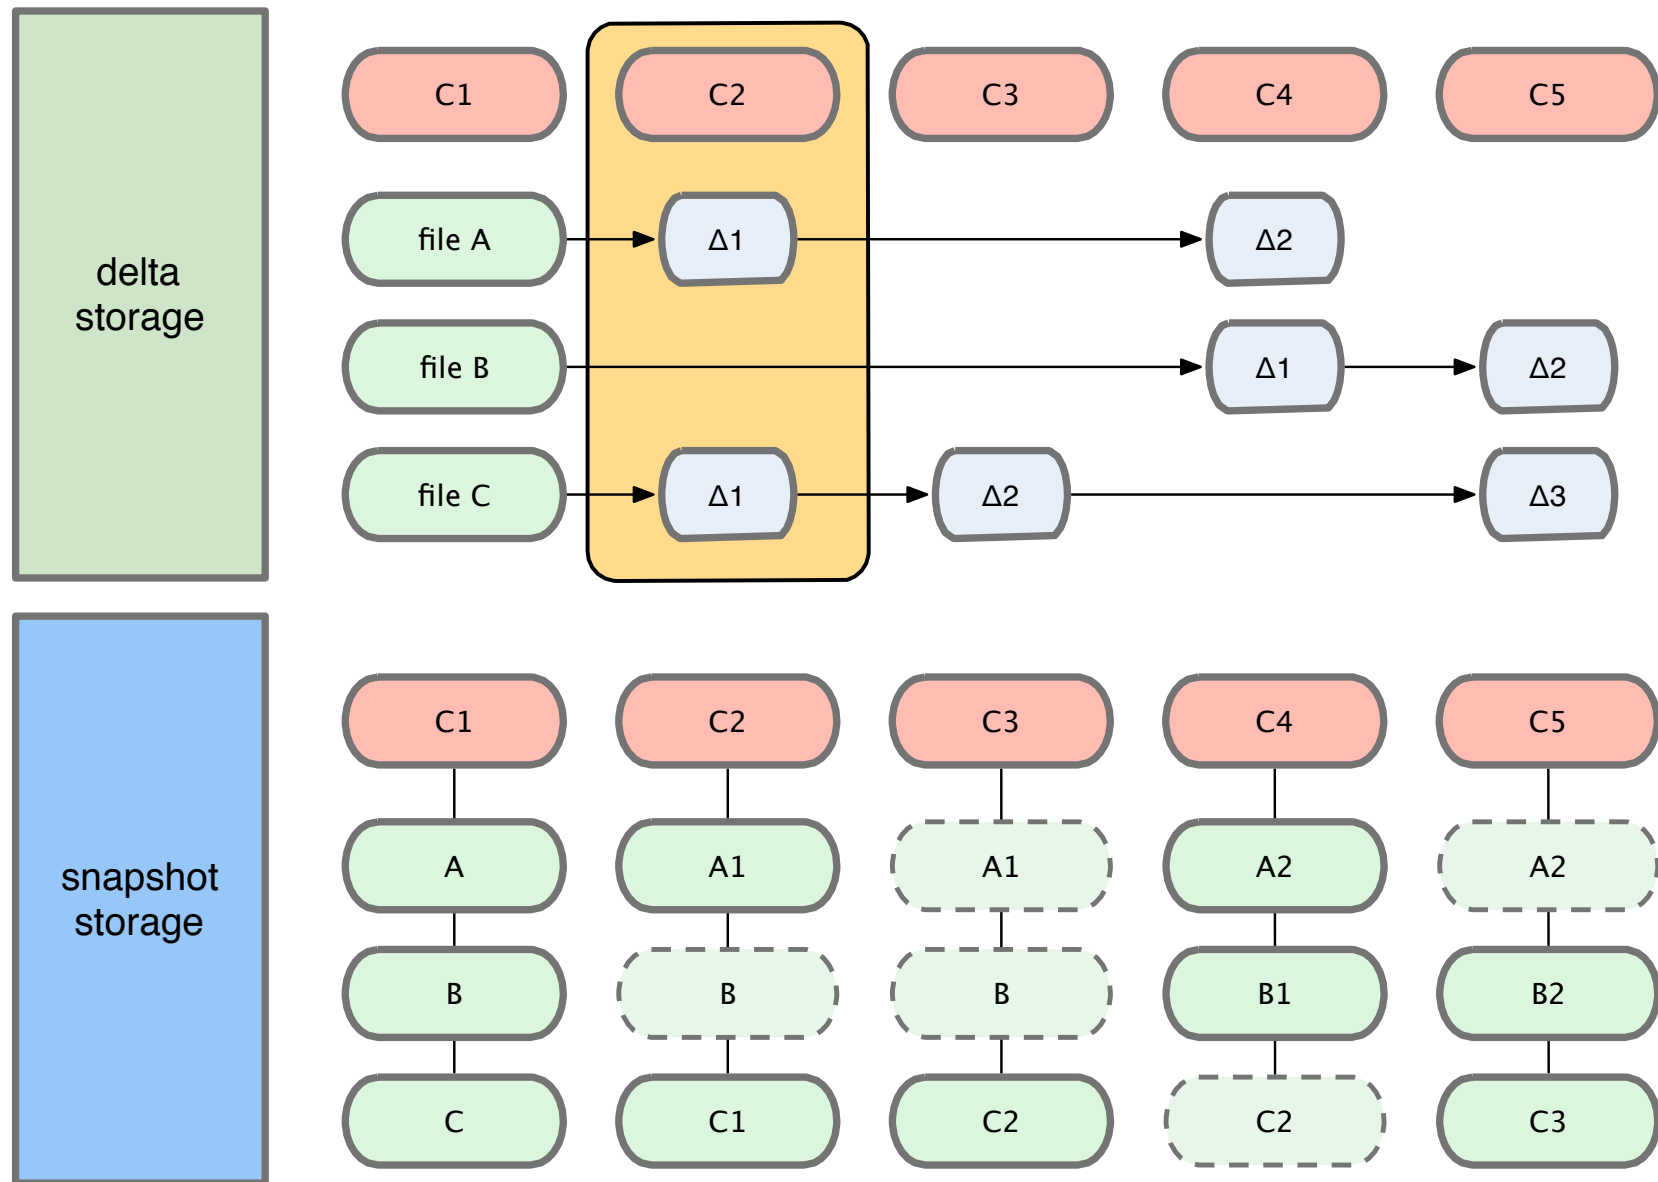 delta
storage
C1 C2 C3 C4 C5
file A Δ1 Δ2
file B Δ1 Δ2
file C Δ1 Δ2 Δ3
snapshot
storage
C1 C2 C3 C4 C5
A A1 A1 A2 A2
B B B B1 B2
C C1 C2 C2 C3